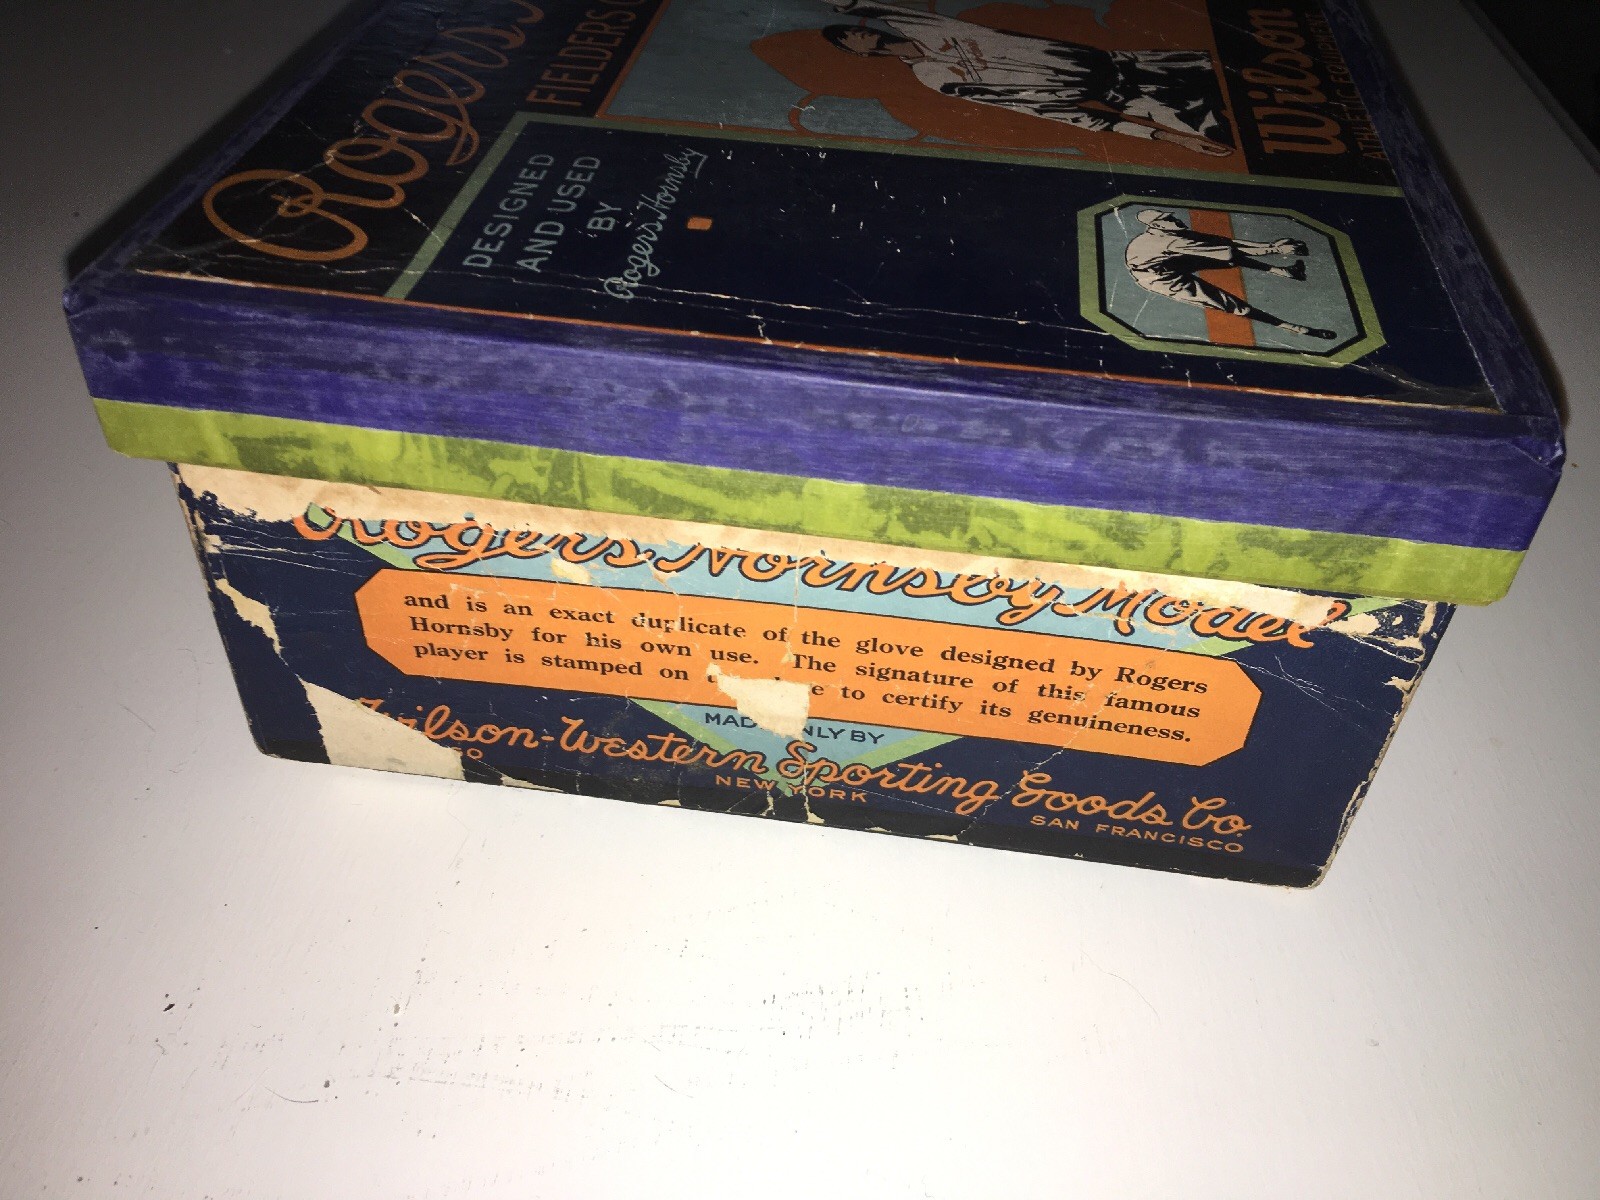 Rogers
FIELDERS
DESIGNED
AND USED
BY
Rogers Hornsby
Wilson
ATHLETIC EQUIPMENT
Rogers Hornsby Model
and is an exact duplicate of the glove designed by Rogers
Hornsby for his own use. The signature of this famous
player is stamped on to certify its genuineness.
MADE ONLY BY
Wilson-Western Sporting Goods Co.
NEW YORK
SAN FRANCISCO